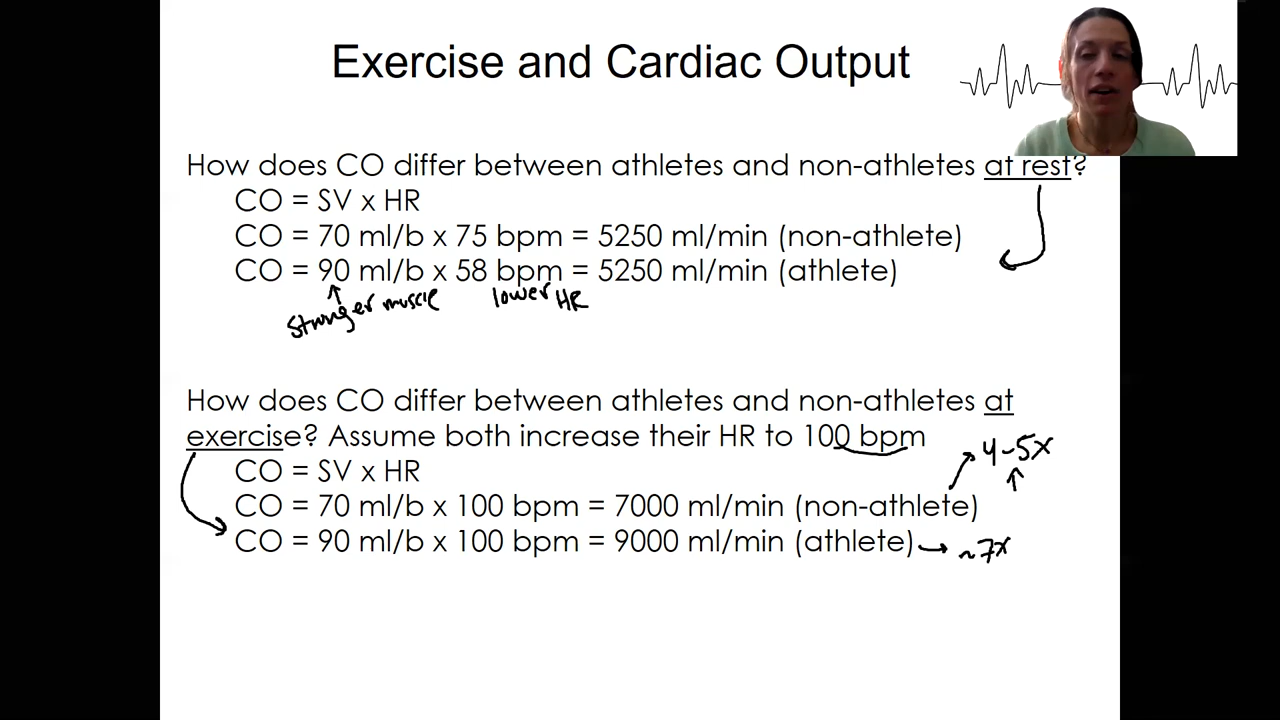 Exercise and Cardiac Output
How does CO differ between athletes and non-athletes at rest?
CO = SV x HR
CO = 70 ml/b x 75 bpm = 5250 ml/min (non-athlete)
CO = 90 ml/b x 58 bpm = 5250 ml/min (athlete)
stronger muscle lower HR
How does CO differ between athletes and non-athletes at
exercise? Assume both increase their HR to 100 bpm
4-5x
CO = SV x HR
CO = 70 ml/b x 100 bpm = 7000 ml/min (non-athlete)
CO = 90 ml/b x 100 bpm = 9000 ml/min (athlete)
~7x